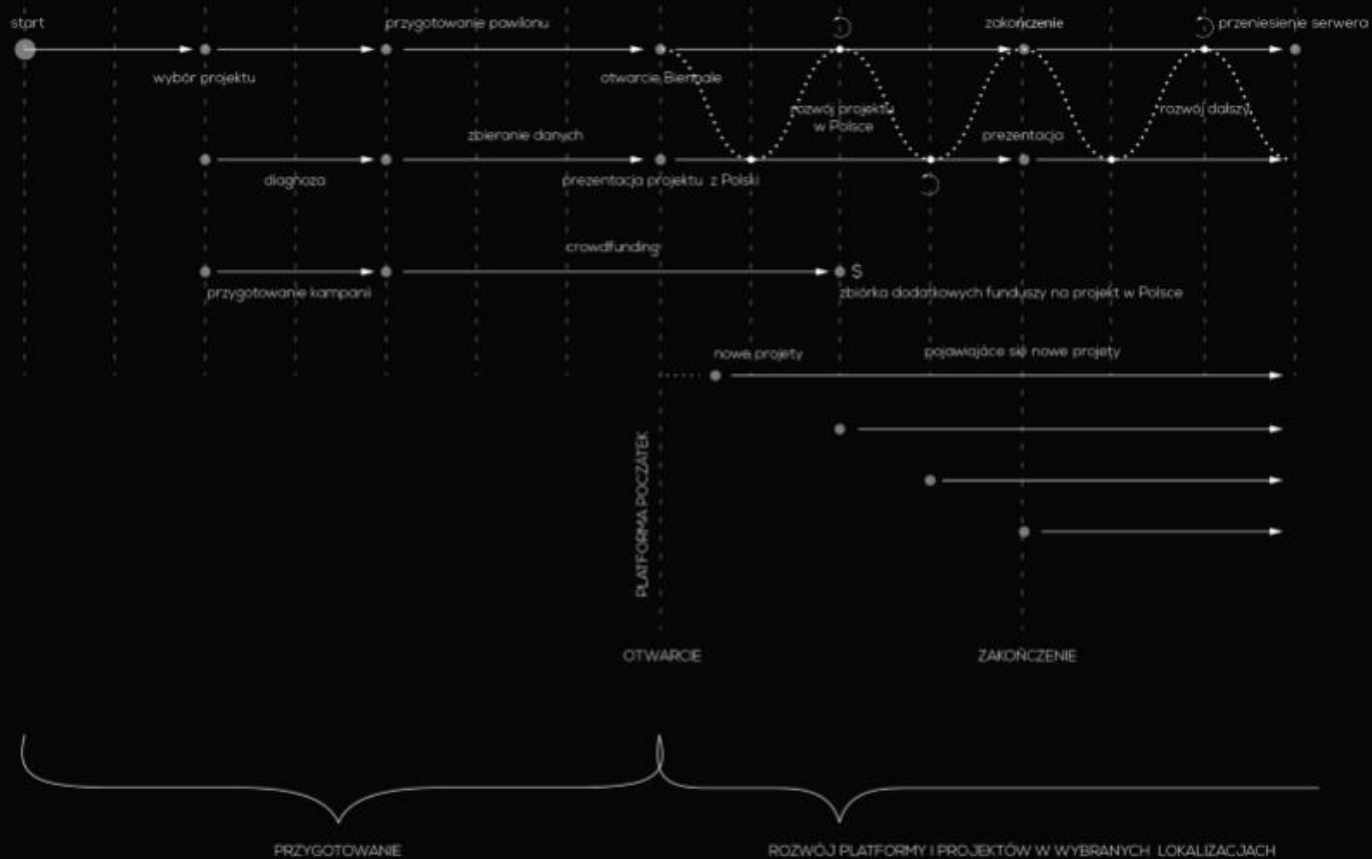 start
przygotowanie pawilonu
zakończenie
przeniesienie serwera
wybór projektu
otwarcie Biennale
rozwój projektu
w Polsce
rozwój dalszy
zbieranie danych
prezentacja
diagnoza
prezentacja projektu z Polski
crowdfunding
$
przygotowanie kampanii
zbiórka dodatkowych funduszy na projekt w Polsce
nowe projety
pojawiajáce się nowe projety
PLATFORMA POCZÁTEK
OTWARCIE
ZAKOŃCZENIE
PRZYGOTOWANIE
ROZWÓJ PLATFORMY I PROJEKTÓW W WYBRANYCH LOKALIZACJACH